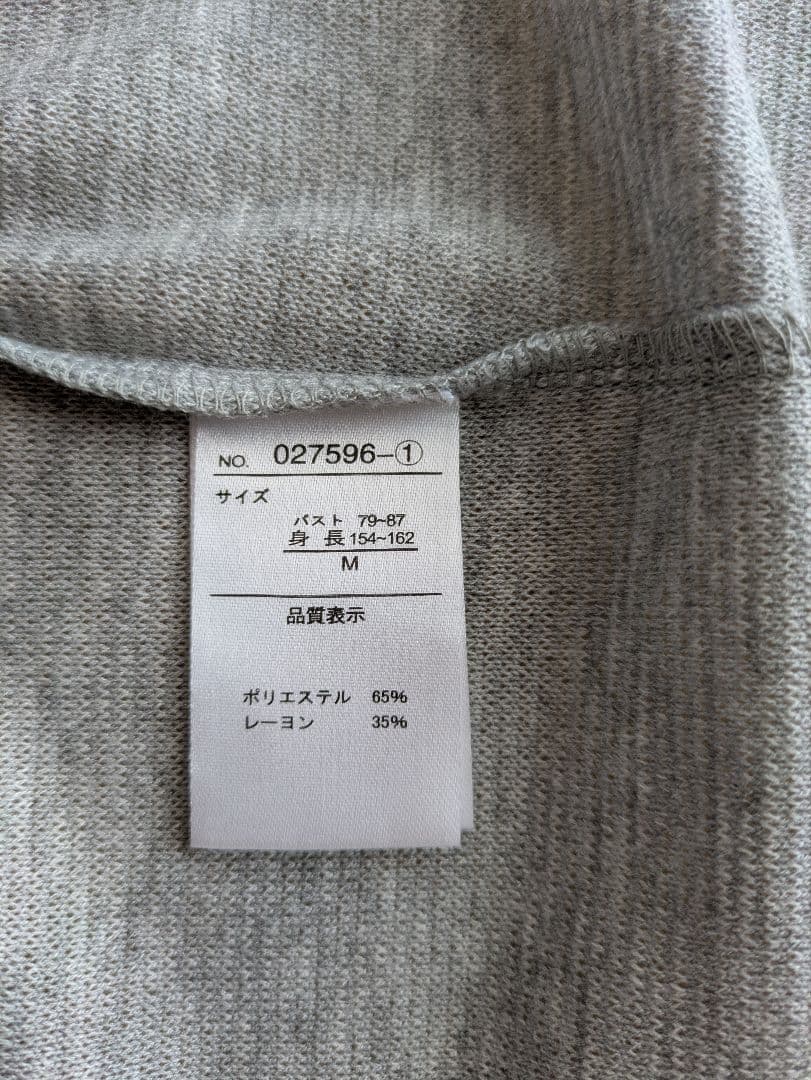 NO. 027596-①
サイズ
バスト 79~87
身 長 154~162
M
品質表示
ポリエステル 65%
レーヨン 35%